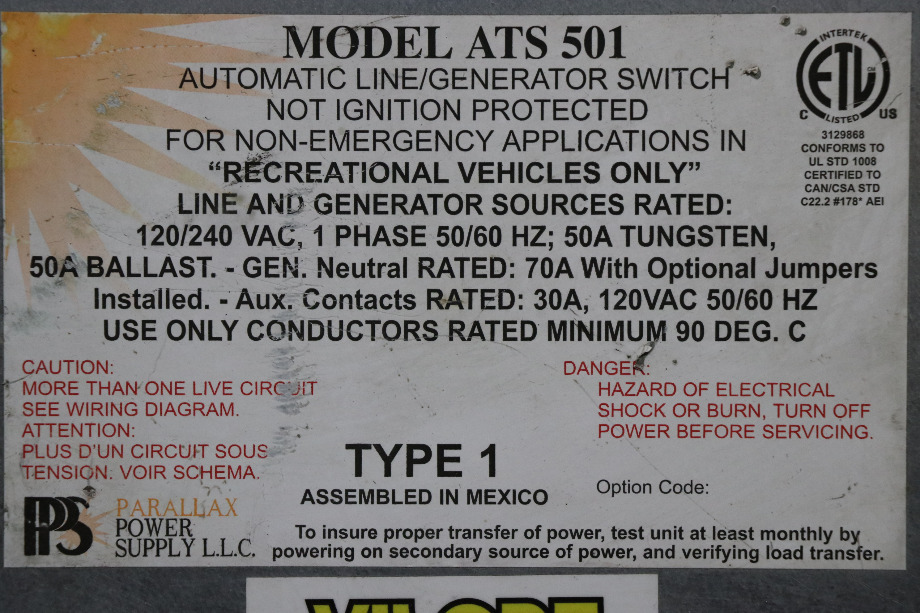 MODEL ATS 501
AUTOMATIC LINE/GENERATOR SWITCH
NOT IGNITION PROTECTED
FOR NON-EMERGENCY APPLICATIONS IN
“RECREATIONAL VEHICLES ONLY”
LINE AND GENERATOR SOURCES RATED:
120/240 VAC, 1 PHASE 50/60 HZ; 50A TUNGSTEN,
50A BALLAST. - GEN. Neutral RATED: 70A With Optional Jumpers
Installed. - Aux. Contacts RATED: 30A, 120VAC 50/60 HZ
USE ONLY CONDUCTORS RATED MINIMUM 90 DEG. C
INTERTEK
ETL
CM
LISTED
C US
3129868
CONFORMS TO
UL STD 1008
CERTIFIED TO
CAN/CSA STD
C22.2 #178* AEI
CAUTION:
MORE THAN ONE LIVE CIRCUIT
SEE WIRING DIAGRAM.
ATTENTION:
PLUS D'UN CIRCUIT SOUS
TENSION. VOIR SCHEMA.
DANGER:
HAZARD OF ELECTRICAL
SHOCK OR BURN, TURN OFF
POWER BEFORE SERVICING.
TYPE 1
ASSEMBLED IN MEXICO
Option Code:
PPS
PARALLAX
POWER
SUPPLY L.L.C.
To insure proper transfer of power, test unit at least monthly by
powering on secondary source of power, and verifying load transfer.